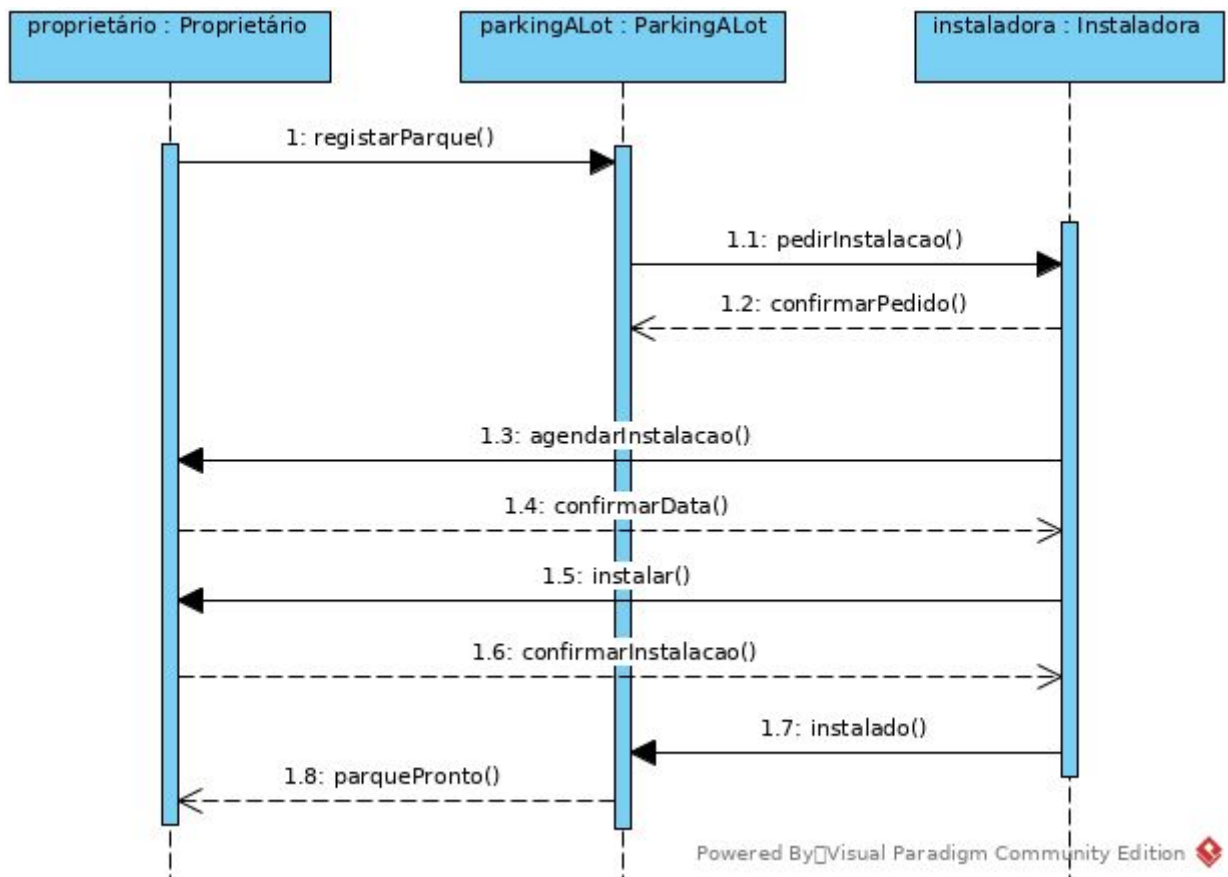 proprietário : Proprietário
parkingALot : ParkingALot
instaladora : Instaladora
1: registarParque()
1.1: pedirInstalacao()
1.2: confirmarPedido()
1.3: agendarInstalacao()
1.4: confirmarData()
1.5: instalar()
1.6: confirmarInstalacao()
1.7: instalado()
1.8: parquePronto()
Powered By Visual Paradigm Community Edition